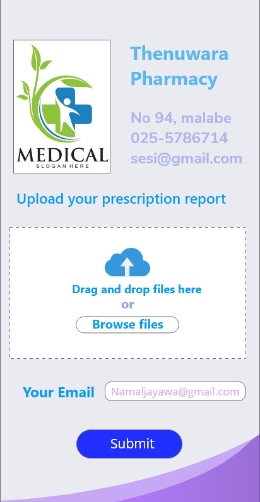 Thenuwara
Pharmacy
No 94, malabe
025-5786714
sesi@gmail.com
MEDICAL
SLOGAN HERE
Upload your prescription report
Drag and drop files here
or
Browse files
Your Email
Namaljayawa@gmail.com
Submit